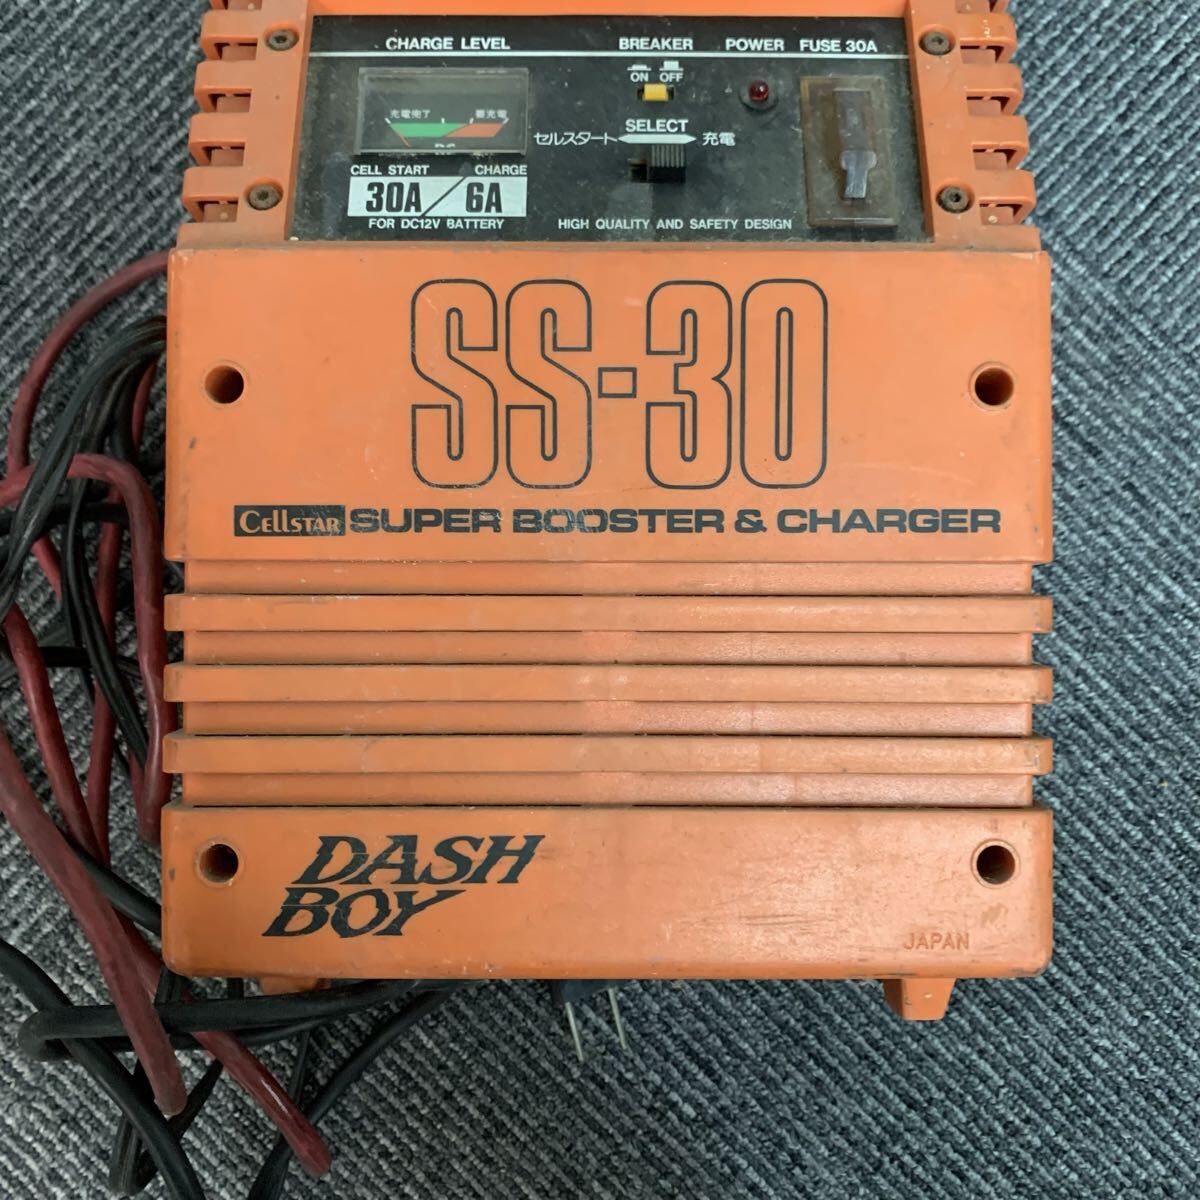 CHARGE LEVEL
BREAKER
POWER
FUSE 30A
ON OFF
充電完了
要充電
DC
SELECT
セルスタート
充電
CELL START
CHARGE
30A/6A
FOR DC12V BATTERY
HIGH QUALITY AND SAFETY DESIGN
SS-30
CELLSTAR SUPER BOOSTER & CHARGER
DASH
BOY
JAPAN